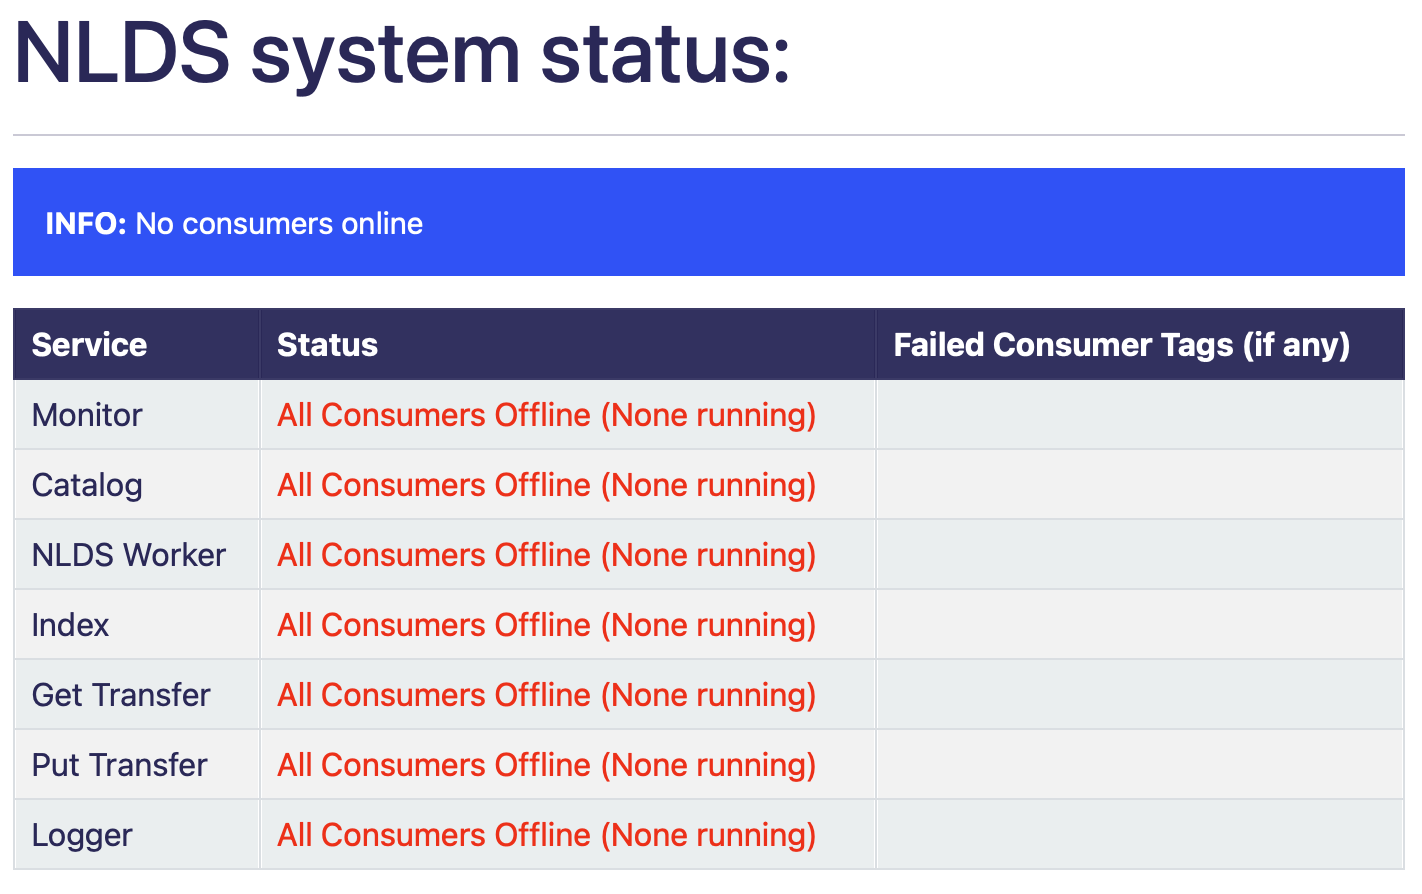 NLDS system status:
INFO: No consumers online
Service Status Failed Consumer Tags (if any)
Monitor All Consumers Offline (None running)
Catalog All Consumers Offline (None running)
NLDS Worker All Consumers Offline (None running)
Index All Consumers Offline (None running)
Get Transfer All Consumers Offline (None running)
Put Transfer All Consumers Offline (None running)
Logger All Consumers Offline (None running)